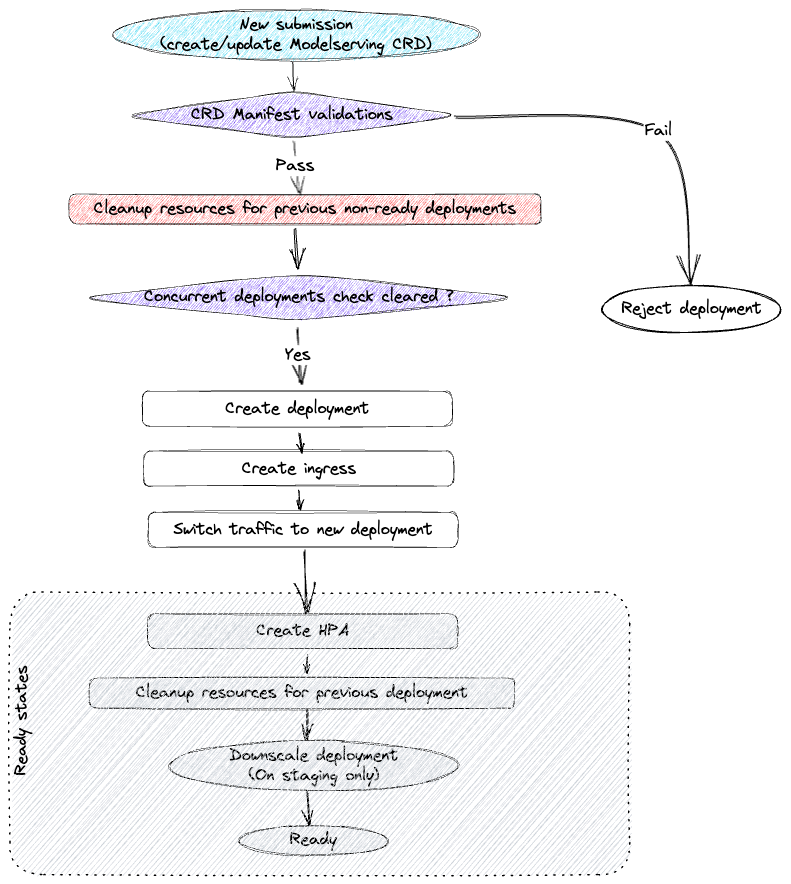 New submission
(create/update Modelserving CRD)
CRD Manifest validations
Fail
Pass
Cleanup resources for previous non-ready deployments
Concurrent deployments check cleared ?
Reject deployment
Yes
Create deployment
Create ingress
Switch traffic to new deployment
Ready states
Create HPA
Cleanup resources for previous deployment
Downscale deployment
(On staging only)
Ready